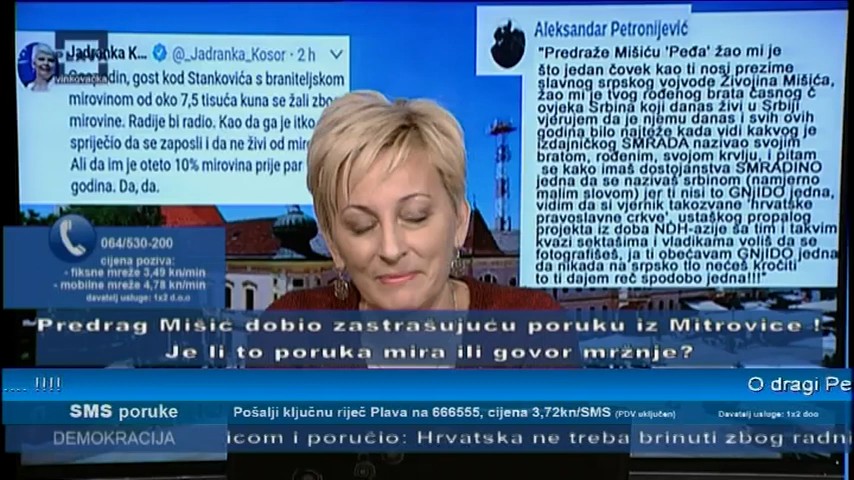 Jadranka K... @_Jadranka_Kosor · 2 h
vinkovačka
din, gost kod Stankovića s braniteljskom
mirovinom od oko 7,5 tisuća kuna se žali zbog
mirovine. Radije bi radio. Kao da ga je itko
spriječio da se zaposli i da ne živi od
Ali da im je oteto 10% mirovina prije par
godina. Da, da.
Aleksandar Petronijević
"Predraže Mišiću 'Peđa' žao mi je
što jedan čovek kao ti nosi prezime
slavnog srpskog vojvode Živojina Mišića,
žao mi je tvog rođenog brata časnog č
ovjeka Srbina koji danas živi u Srbiji
vjerujem da je njemu danas i svih ovih
godina bilo najteže kada vidi kakvog je
izdajničkog SMRADA nazivao svojim
bratom, rođenim, svojom krvlju, i pitam
se kako imaš dostojanstva SMRADINO
jedna da se nazivaš srbinom (namjerno
malim slovom) jer ti nisi to GNjIDO jedna,
vidim da si vjernik takozvane 'hrvatske
pravoslavne crkve', ustaškog propalog
projekta iz doba NDH-azije sa tim i takvim
kvazi sektašima i vladikama voliš da se
fotografišeš, ja ti obećavam GNjIDO jedna
da nikada na srpsko tlo nećeš kročiti
to ti dajem reč spodobo jedna!!!"
064/530-200
cijena poziva:
- fiksne mreže 3,49 kn/min
- mobilne mreže 4,78 kn/min
davatelj usluge: 1x2 d.o.o
Predrag Mišić dobio zastrašujuću poruku iz Mitrovice !
Je li to poruka mira ili govor mržnje?
.... !!!! O dragi Pe
SMS poruke Pošalji ključnu riječ Plava na 666555, cijena 3,72kn/SMS (PDV uključen) Davatelj usluge: 1x2 doo
DEMOKRACIJA icom i poručio: Hrvatska ne treba brinuti zbog radni